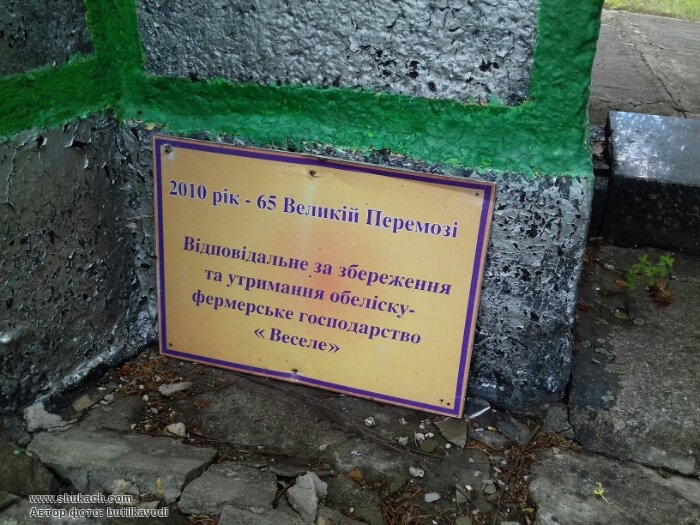 2010 рік - 65 Великій Перемозі
Відповідальне за збереження
та утримання обеліску-
фермерське господарство
« Веселе»
www.shukach.com
Автор фото: butilkavodi